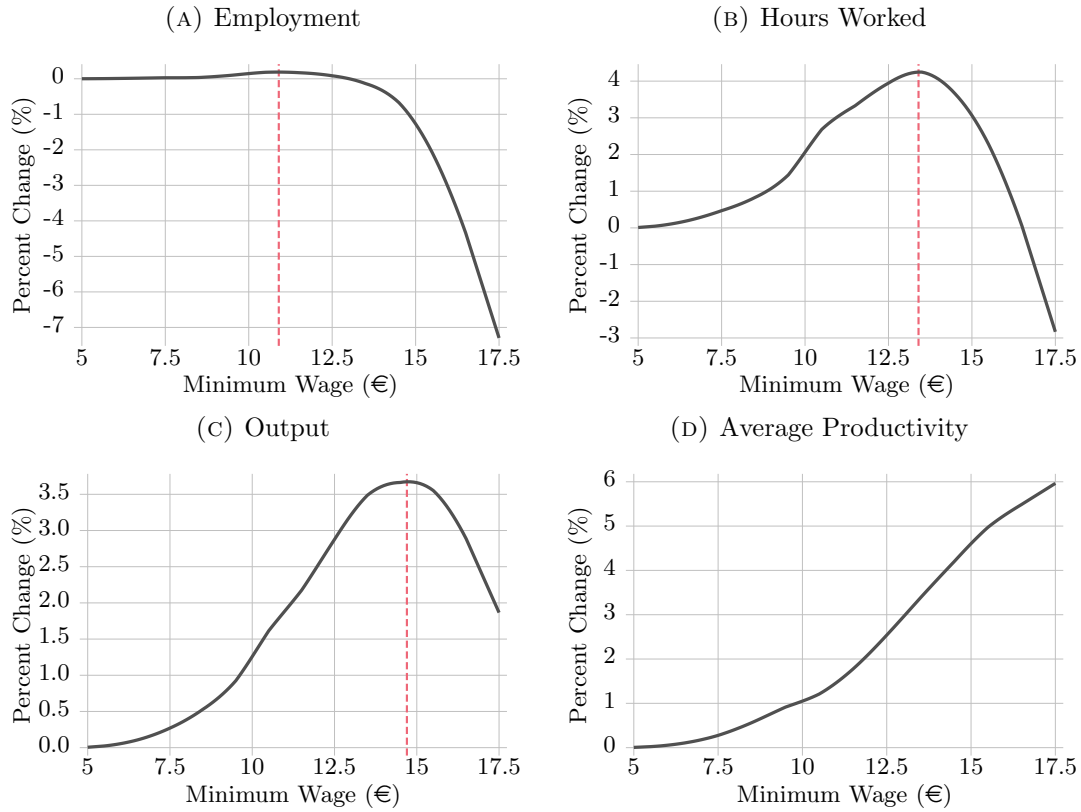 (A) Employment
Percent Change (%)
0
-1
-2
-3
-4
-5
-6
-7
5 7.5 10 12.5 15 17.5
Minimum Wage (€)
(B) Hours Worked
Percent Change (%)
4
3
2
1
0
-1
-2
-3
5 7.5 10 12.5 15 17.5
Minimum Wage (€)
(C) Output
Percent Change (%)
3.5
3.0
2.5
2.0
1.5
1.0
0.5
0.0
5 7.5 10 12.5 15 17.5
Minimum Wage (€)
(D) Average Productivity
Percent Change (%)
6
5
4
3
2
1
0
5 7.5 10 12.5 15 17.5
Minimum Wage (€)